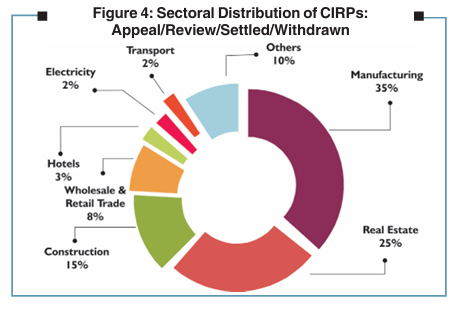 Figure 4: Sectoral Distribution of CIRPs:
Appeal/Review/Settled/Withdrawn
Others
10%
Transport
2%
Electricity
2%
Manufacturing
35%
Hotels
3%
Wholesale &
Retail Trade
8%
Real Estate
25%
Construction
15%